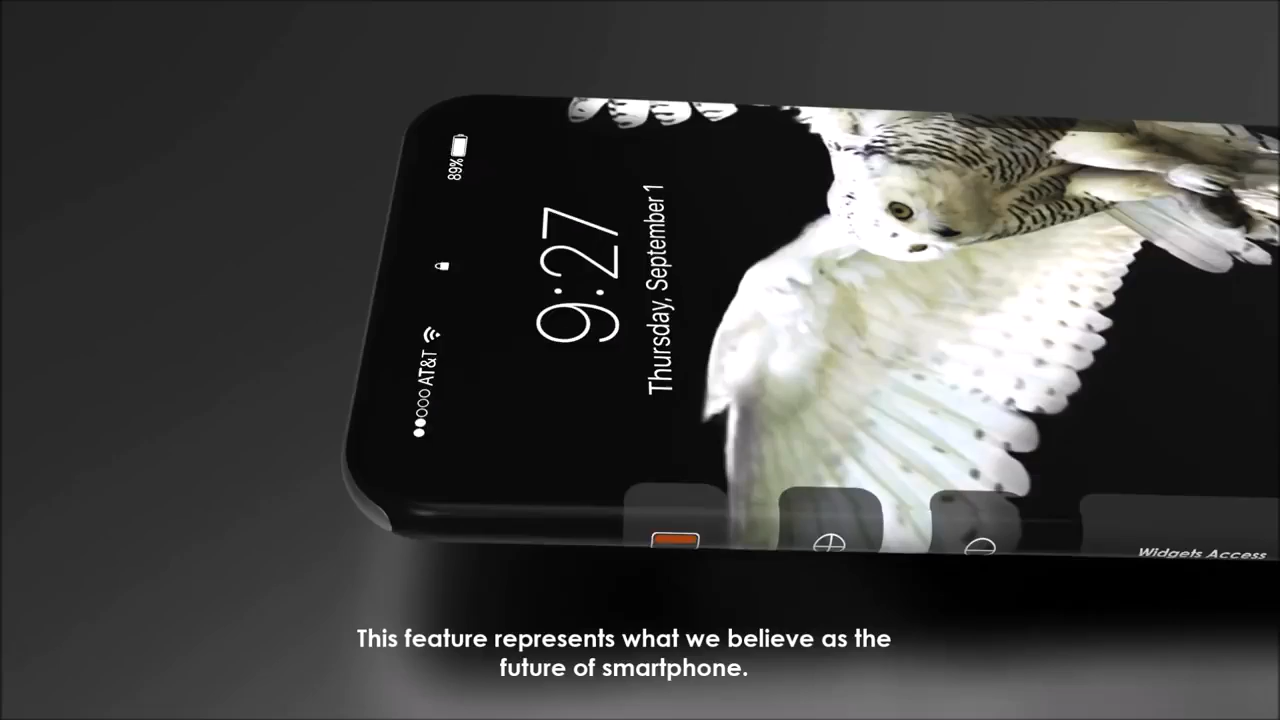 ●●○○○ AT&T
89%
9:27
Thursday, September 1
Widgets Access
This feature represents what we believe as the
future of smartphone.